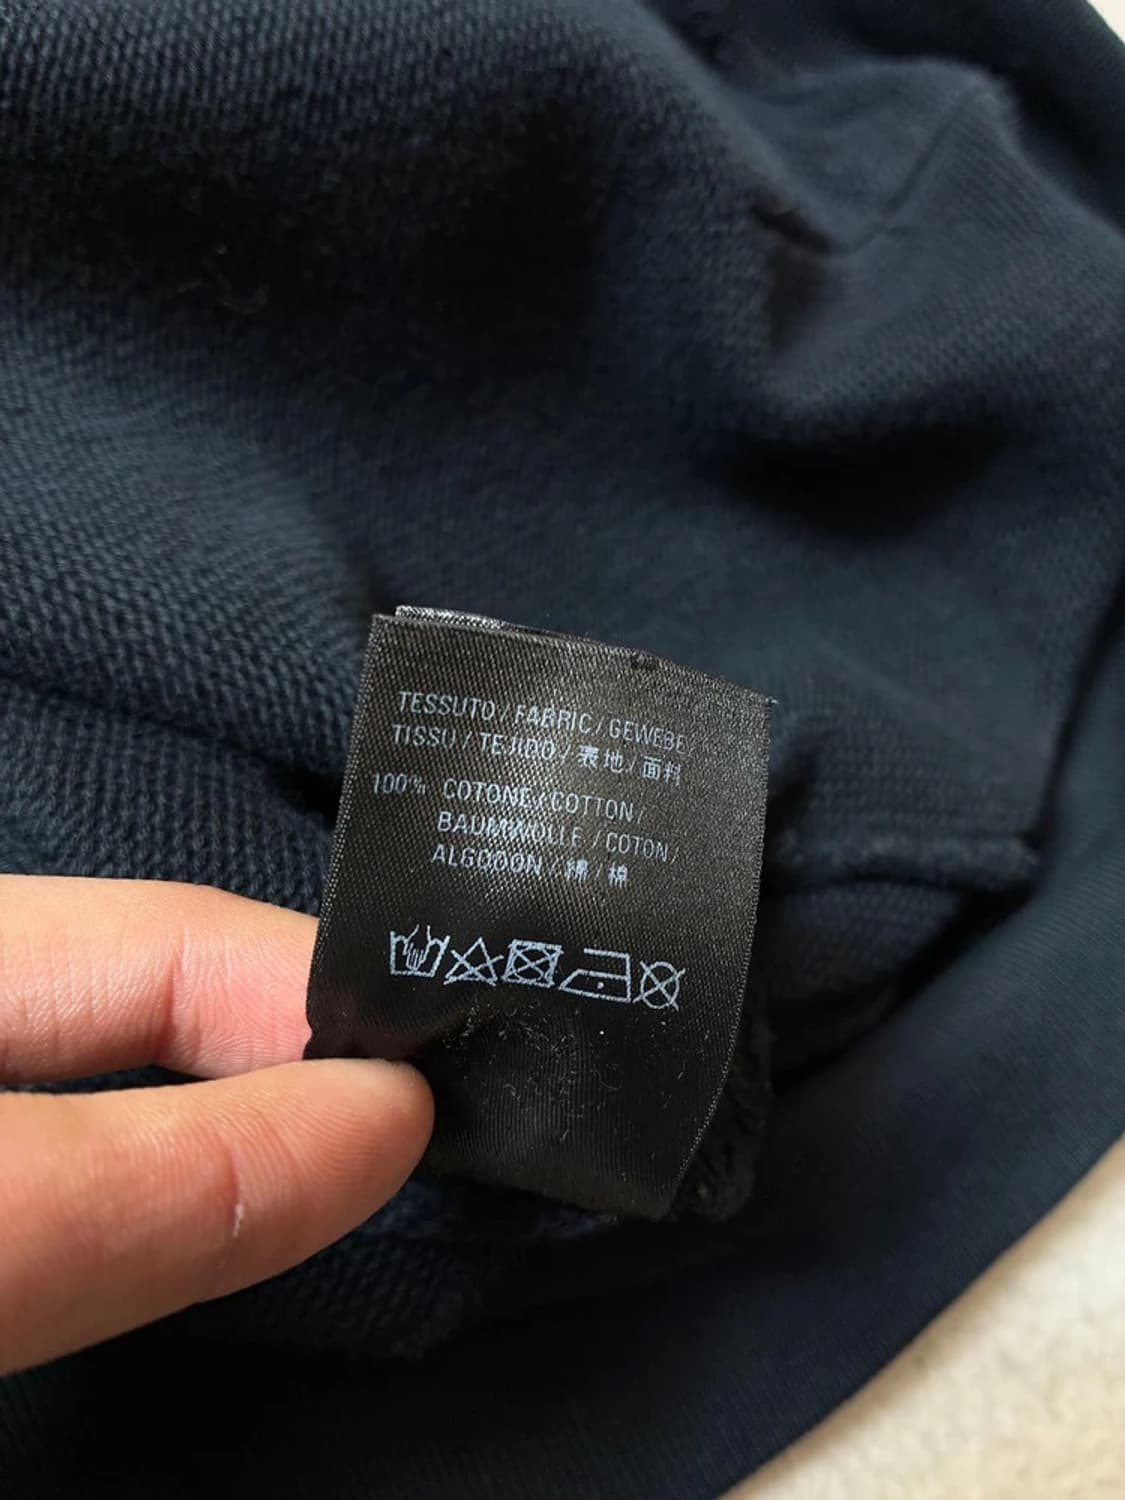 TESSUTO / FABRIC / GEWEBE
TISSU / TEJIDO / 表地 / 面料
100% COTONE / COTTON /
BAUMWOLLE / COTON /
ALGODON / 綿 / 棉